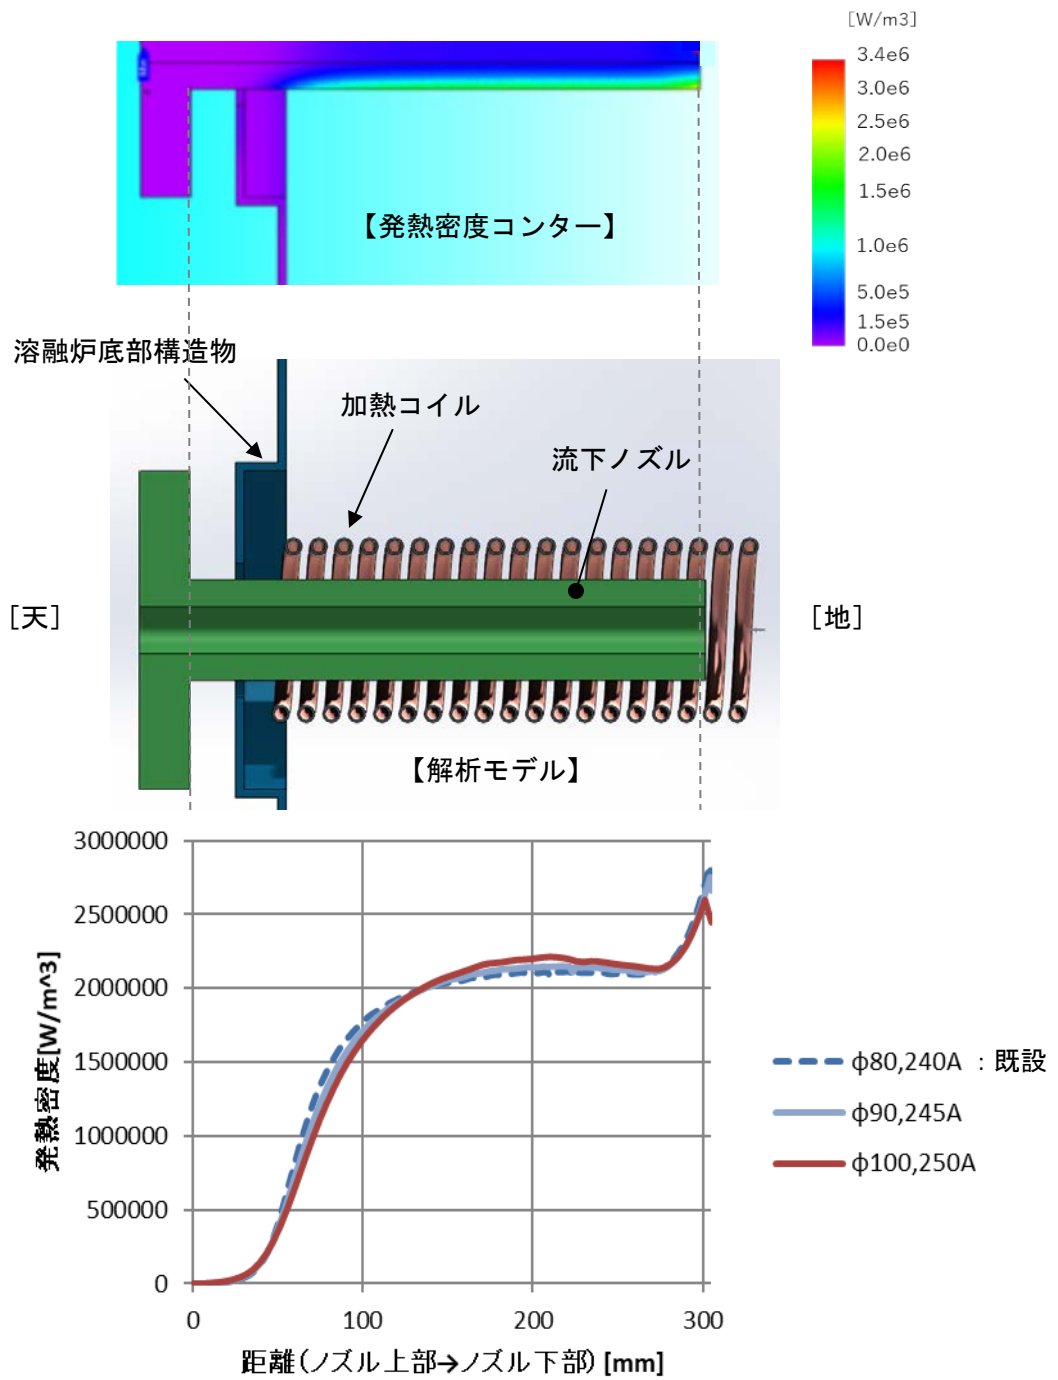 [W/m3]
3.4e6
3.0e6
2.5e6
2.0e6
1.5e6
1.0e6
5.0e5
1.5e5
0.0e0
【発熱密度コンター】
溶融炉底部構造物
加熱コイル
流下ノズル
［天］
［地］
【解析モデル】
3000000
2500000
2000000
1500000
1000000
500000
0
発熱密度[W/m^3]
0
100
200
300
距離(ノズル上部→ノズル下部) [mm]
φ80,240A ：既設
φ90,245A
φ100,250A